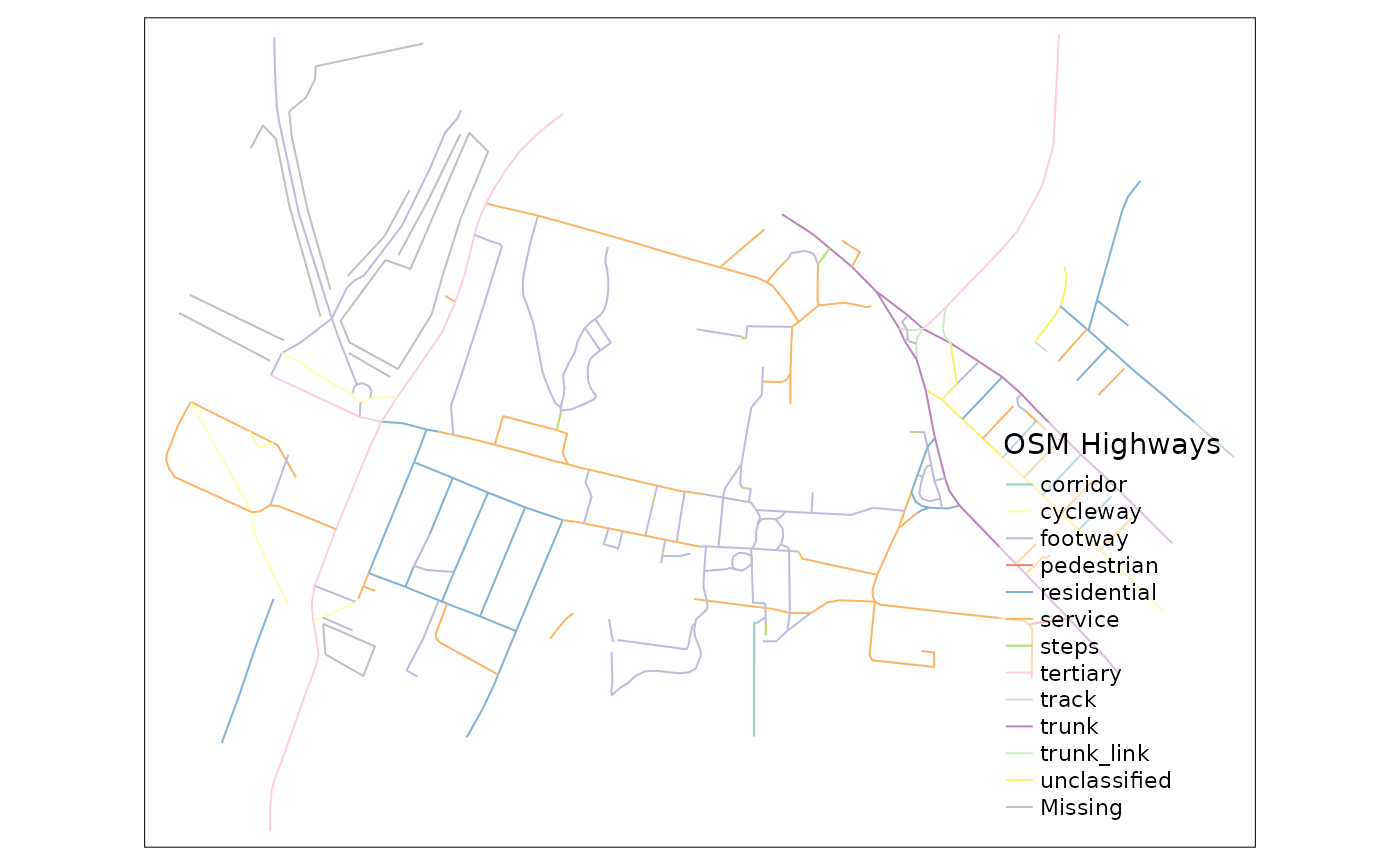 OSM Highways
corridor
cycleway
footway
pedestrian
residential
service
steps
tertiary
track
trunk
trunk_link
unclassified
Missing